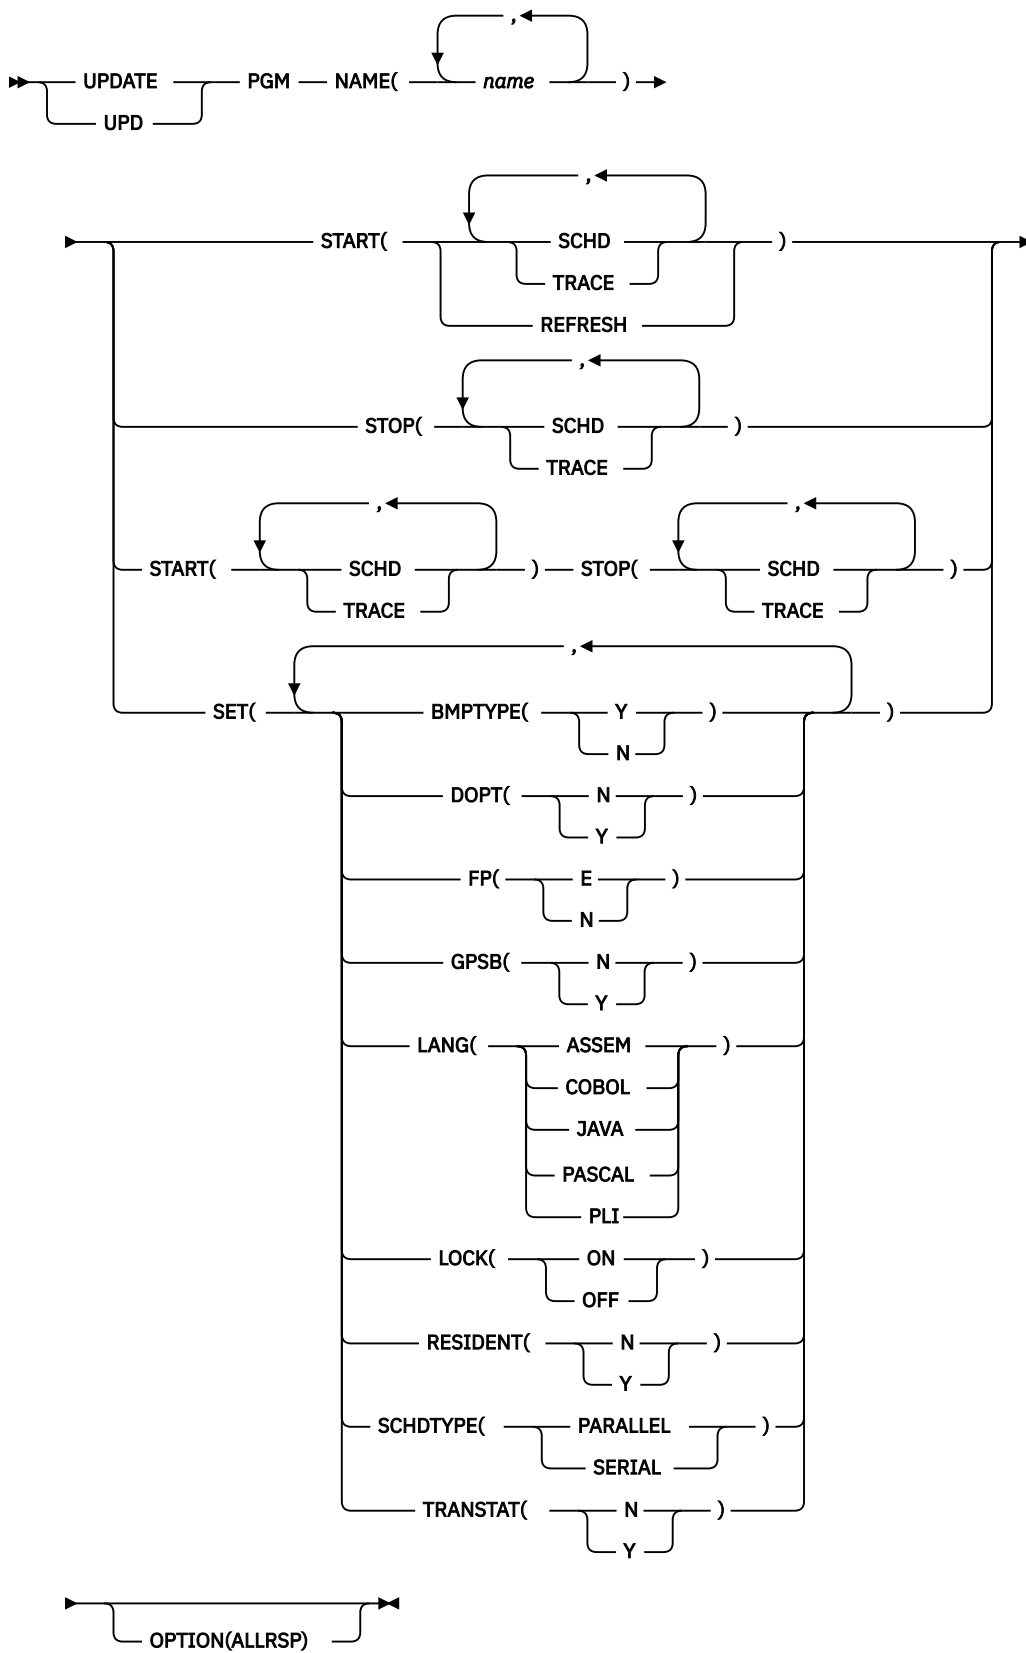 ,
UPDATE PGM NAME( name )
UPD
,
START( SCHD )
TRACE
REFRESH
,
STOP( SCHD )
TRACE
, ,
START( SCHD ) STOP( SCHD )
TRACE TRACE
,
SET( BMPTYPE( Y ) )
N
DOPT( N )
Y
FP( E )
N
GPSB( N )
Y
LANG( ASSEM )
COBOL
JAVA
PASCAL
PLI
LOCK( ON )
OFF
RESIDENT( N )
Y
SCHDTYPE( PARALLEL )
SERIAL
TRANSTAT( N )
Y
OPTION(ALLRSP)